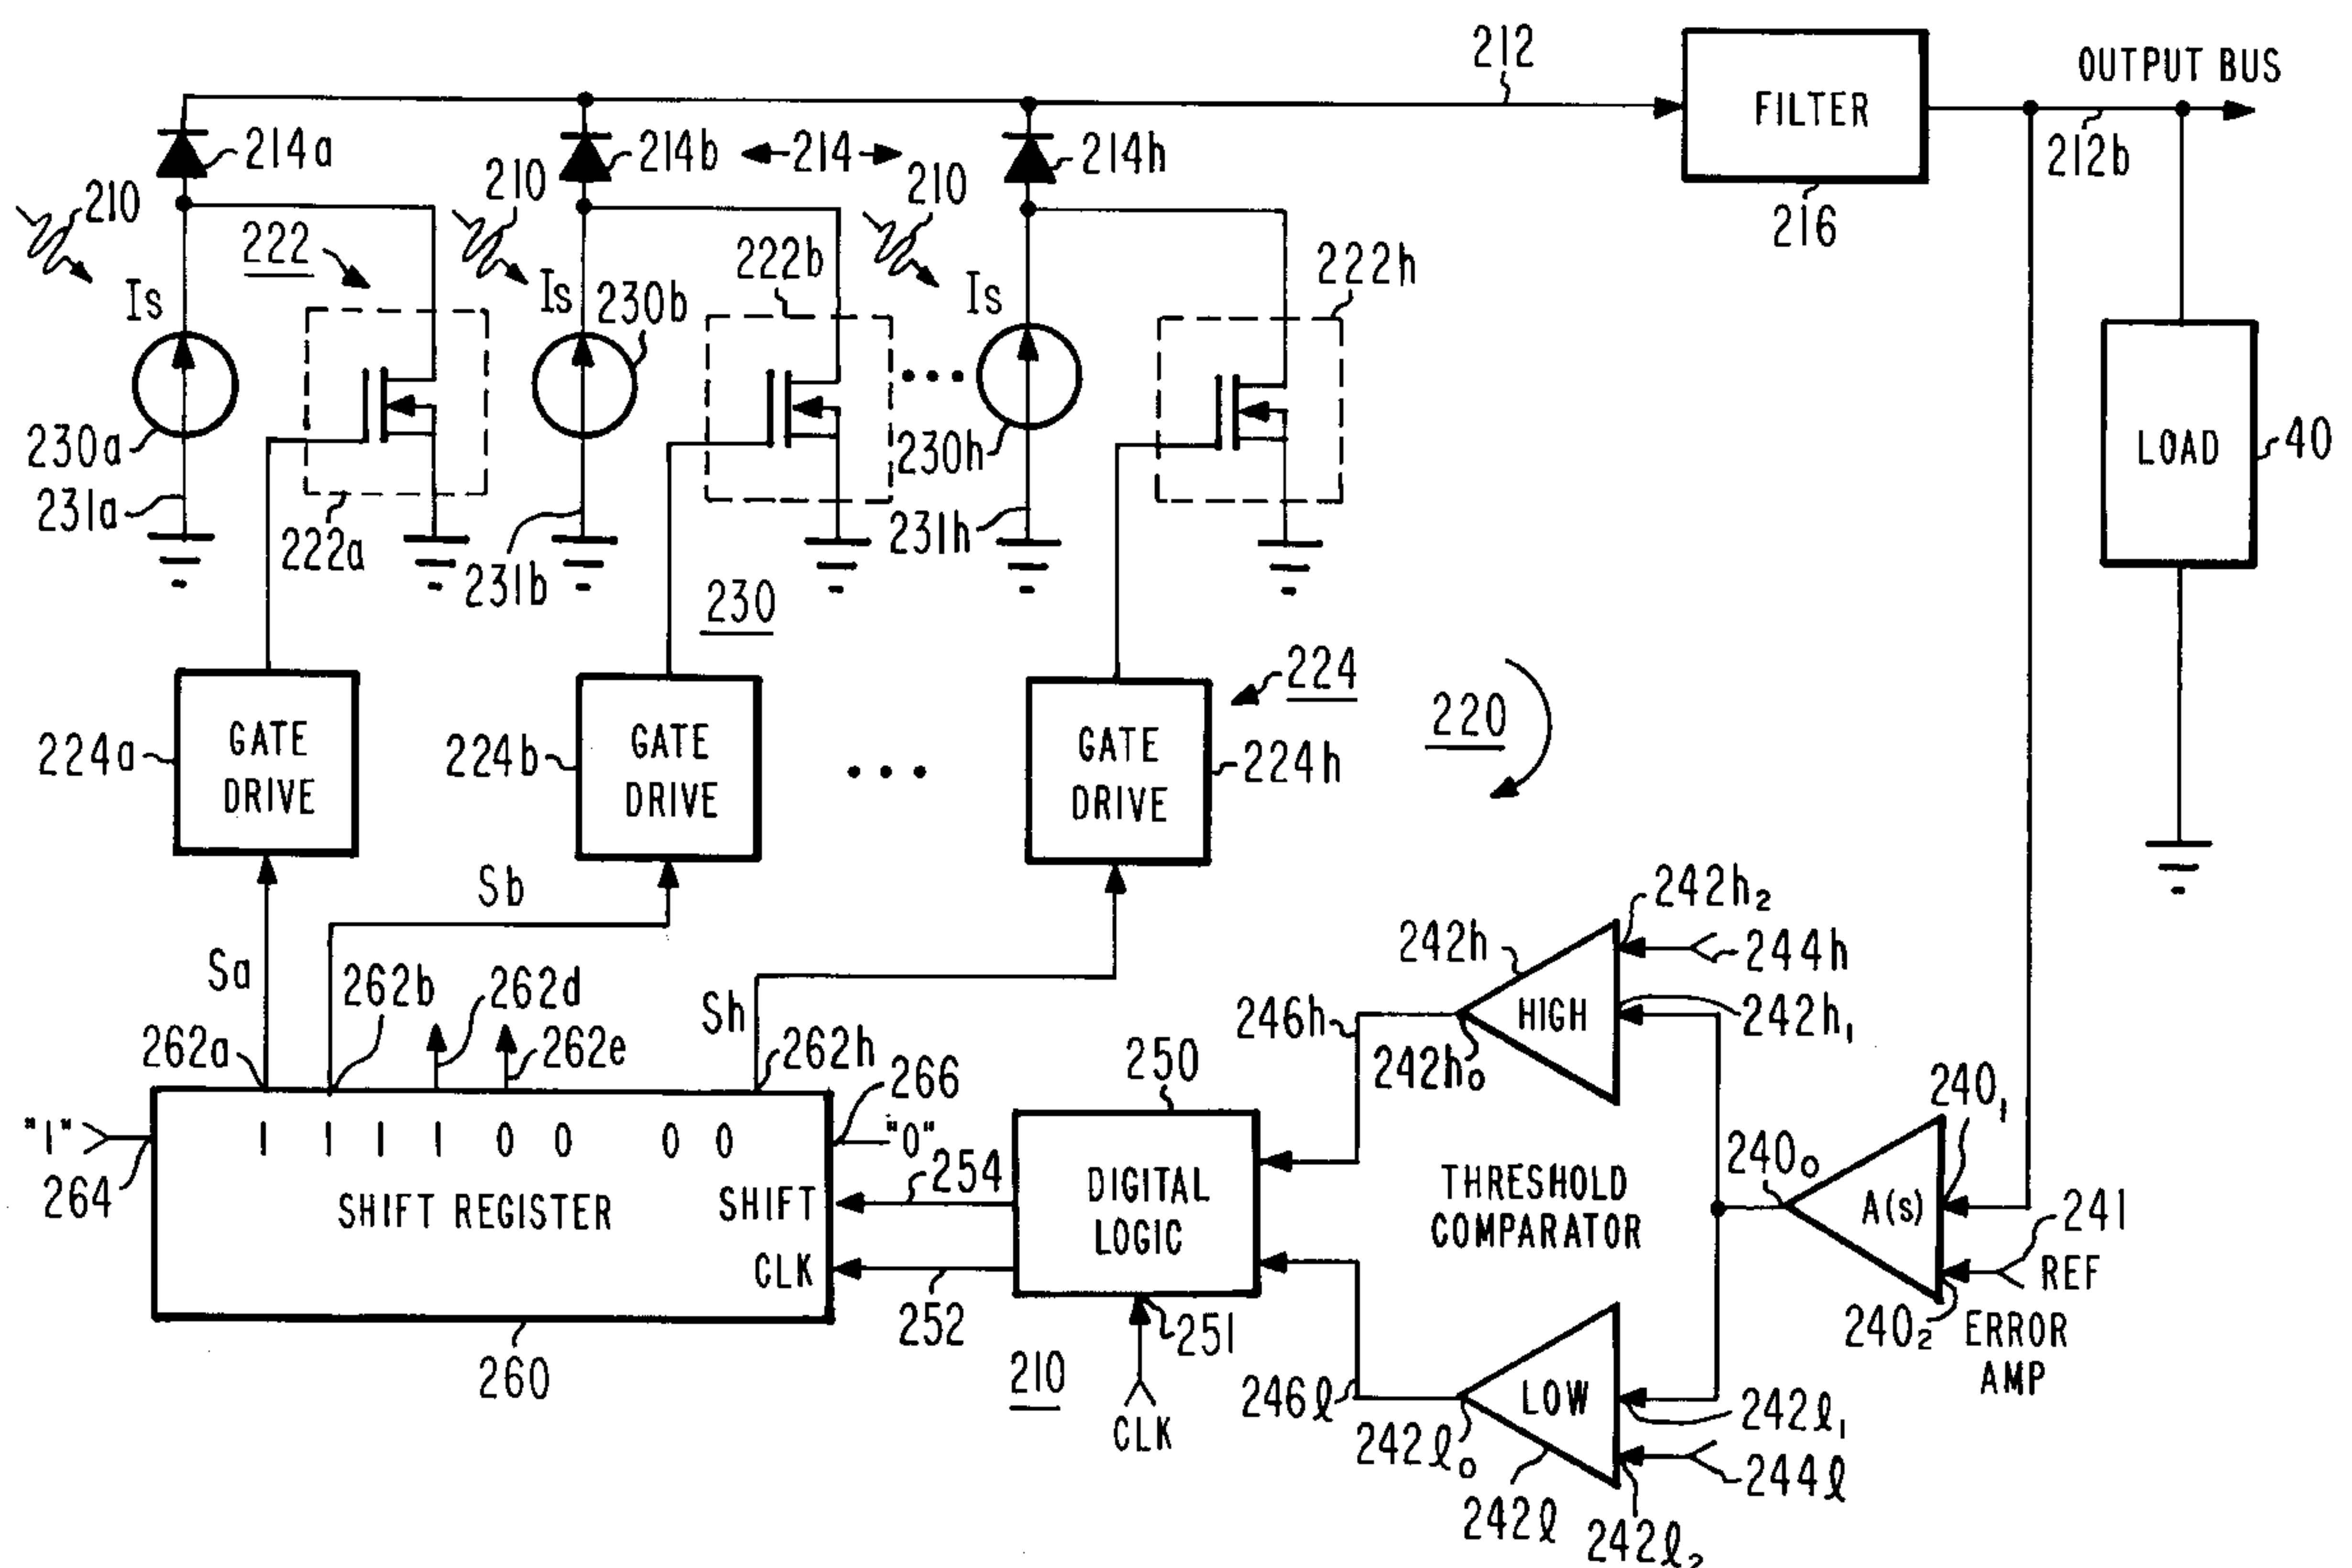 212
FILTER
OUTPUT BUS
212b
216
210
214a
210
214b
214
210
214h
222
222b
222h
Is
Is
230b
Is
230a
230h
LOAD
40
231a
222a
231b
231h
230
224
220
224a
GATE DRIVE
224b
GATE DRIVE
GATE DRIVE
224h
Sb
242h₂
242h
244h
Sa
262b
262d
Sh
HIGH
246h
242h₁
262a
262e
262h
242h₀
266
250
240₁
"1"
1 1 1 1 0 0 0 0
"0"
264
254
240₀
SHIFT REGISTER
SHIFT
DIGITAL LOGIC
THRESHOLD COMPARATOR
A(s)
241
REF
CLK
252
251
240₂
ERROR AMP
260
210
246ℓ
LOW
242ℓ₁
CLK
242ℓ₀
244ℓ
242ℓ
242ℓ₂